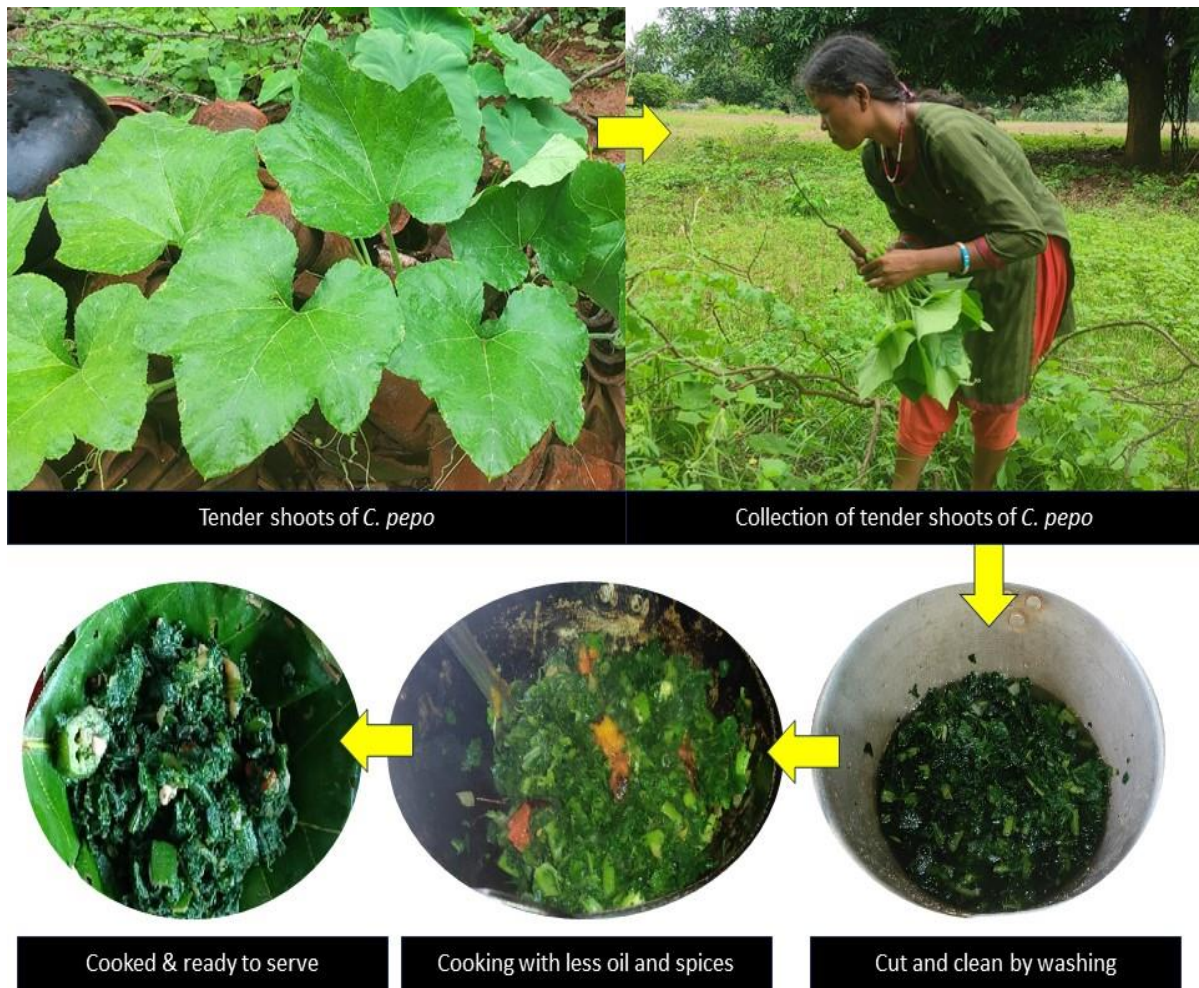 Tender shoots of C. pepo
Collection of tender shoots of C. pepo
Cut and clean by washing
Cooking with less oil and spices
Cooked & ready to serve